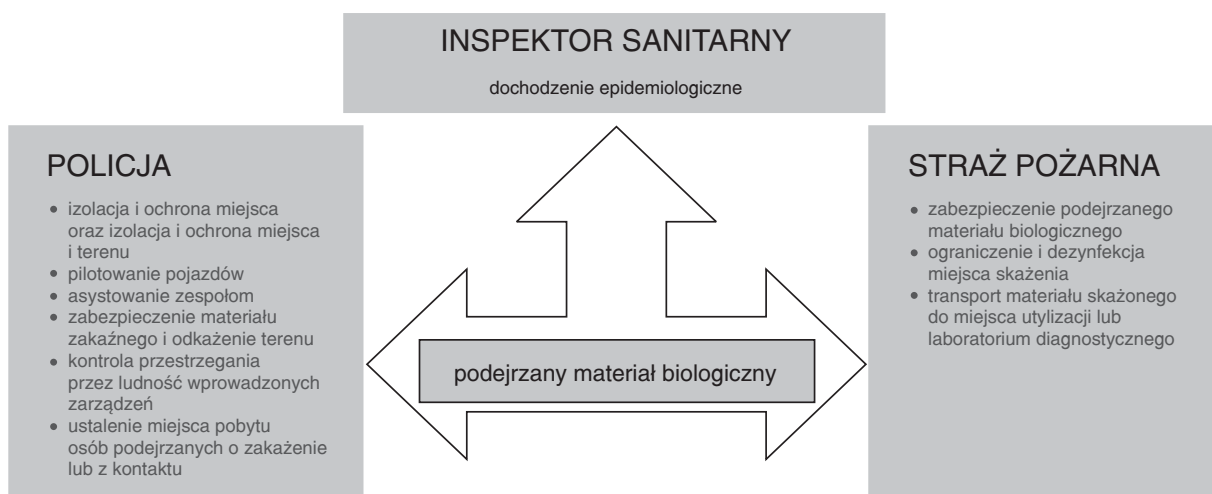 INSPEKTOR SANITARNY
dochodzenie epidemiologiczne
POLICJA
• izolacja i ochrona miejsca
oraz izolacja i ochrona miejsca
i terenu
• pilotowanie pojazdów
• asystowanie zespołom
• zabezpieczenie materiału
zakaźnego i odkażenie terenu
• kontrola przestrzegania
przez ludność wprowadzonych
zarządzeń
• ustalenie miejsca pobytu
osób podejrzanych o zakażenie
lub z kontaktu
podejrzany materiał biologiczny
STRAŻ POŻARNA
• zabezpieczenie podejrzanego
materiału biologicznego
• ograniczenie i dezynfekcja
miejsca skażenia
• transport materiału skażonego
do miejsca utylizacji lub
laboratorium diagnostycznego